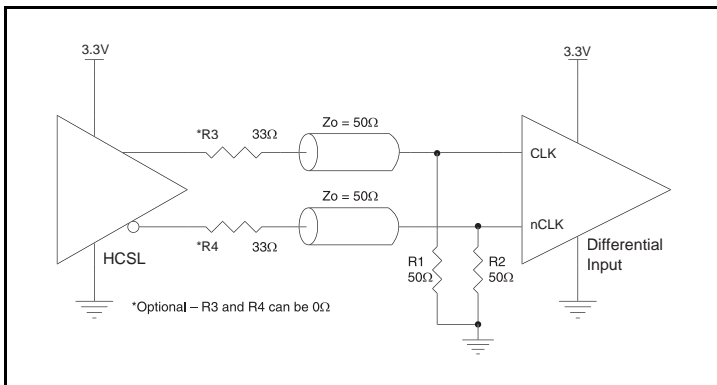 3.3V
3.3V
*R3 33Ω
Zo = 50Ω
CLK
Zo = 50Ω
nCLK
*R4 33Ω
HCSL
R1
50Ω
R2
50Ω
Differential
Input
*Optional – R3 and R4 can be 0Ω